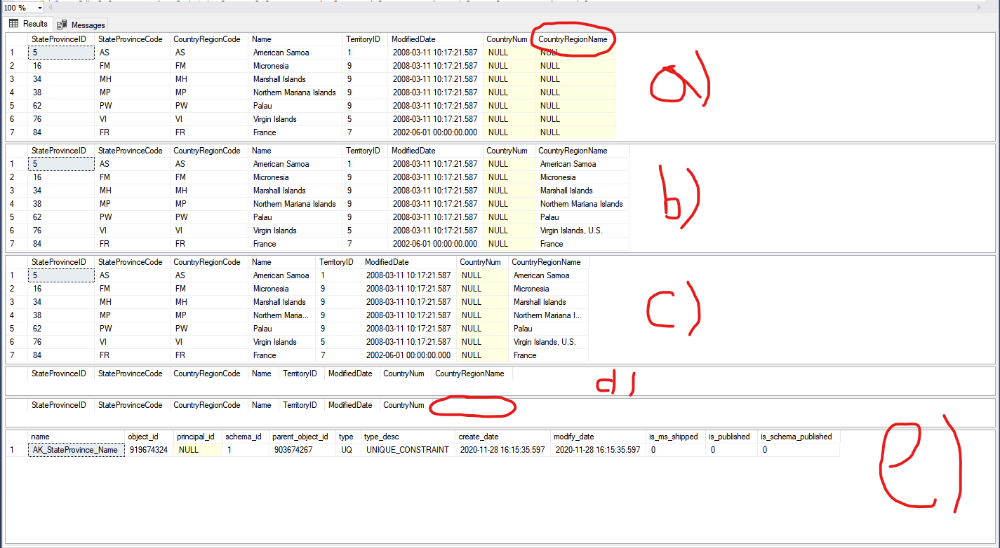 100 %
Results Messages
StateProvinceID StateProvinceCode CountryRegionCode Name TerritoryID ModifiedDate CountryNum CountryRegionName
1 5 AS AS American Samoa 1 2008-03-11 10:17:21.587 NULL NULL
2 16 FM FM Micronesia 9 2008-03-11 10:17:21.587 NULL NULL
3 34 MH MH Marshall Islands 9 2008-03-11 10:17:21.587 NULL NULL
4 38 MP MP Northern Mariana Islands 9 2008-03-11 10:17:21.587 NULL NULL
5 62 PW PW Palau 9 2008-03-11 10:17:21.587 NULL NULL
6 76 VI VI Virgin Islands 5 2008-03-11 10:17:21.587 NULL NULL
7 84 FR FR France 7 2002-06-01 00:00:00.000 NULL NULL
a)
StateProvinceID StateProvinceCode CountryRegionCode Name TerritoryID ModifiedDate CountryNum CountryRegionName
1 5 AS AS American Samoa 1 2008-03-11 10:17:21.587 NULL American Samoa
2 16 FM FM Micronesia 9 2008-03-11 10:17:21.587 NULL Micronesia
3 34 MH MH Marshall Islands 9 2008-03-11 10:17:21.587 NULL Marshall Islands
4 38 MP MP Northern Mariana Islands 9 2008-03-11 10:17:21.587 NULL Northern Mariana Islands
5 62 PW PW Palau 9 2008-03-11 10:17:21.587 NULL Palau
6 76 VI VI Virgin Islands 5 2008-03-11 10:17:21.587 NULL Virgin Islands, U.S.
7 84 FR FR France 7 2002-06-01 00:00:00.000 NULL France
b)
StateProvinceID StateProvinceCode CountryRegionCode Name TerritoryID ModifiedDate CountryNum CountryRegionName
1 5 AS AS American Samoa 1 2008-03-11 10:17:21.587 NULL American Samoa
2 16 FM FM Micronesia 9 2008-03-11 10:17:21.587 NULL Micronesia
3 34 MH MH Marshall Islands 9 2008-03-11 10:17:21.587 NULL Marshall Islands
4 38 MP MP Northern Maria... 9 2008-03-11 10:17:21.587 NULL Northern Mariana I...
5 62 PW PW Palau 9 2008-03-11 10:17:21.587 NULL Palau
6 76 VI VI Virgin Islands 5 2008-03-11 10:17:21.587 NULL Virgin Islands, U.S.
7 84 FR FR France 7 2002-06-01 00:00:00.000 NULL France
c)
StateProvinceID StateProvinceCode CountryRegionCode Name TerritoryID ModifiedDate CountryNum CountryRegionName
d)
StateProvinceID StateProvinceCode CountryRegionCode Name TerritoryID ModifiedDate CountryNum
name object_id principal_id schema_id parent_object_id type type_desc create_date modify_date is_ms_shipped is_published is_schema_published
1 AK_StateProvince_Name 919674324 NULL 1 903674267 UQ UNIQUE_CONSTRAINT 2020-11-28 16:15:35.597 2020-11-28 16:15:35.597 0 0 0
e)